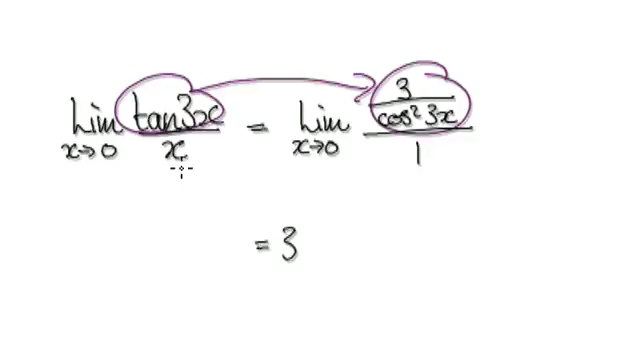 lim x→0 tan3x / x = lim x→0 (3 / cos² 3x) / 1
= 3